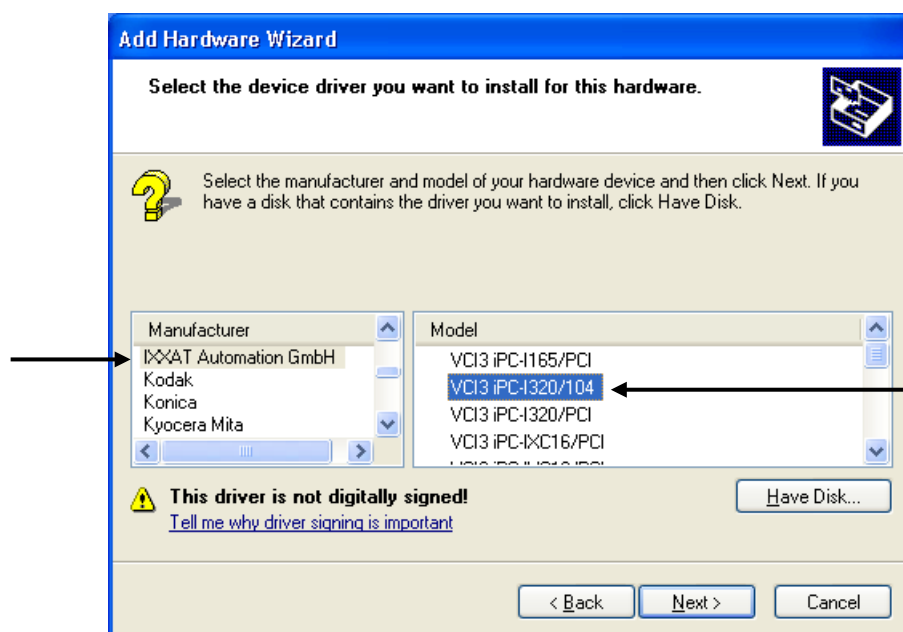 Add Hardware Wizard
Select the device driver you want to install for this hardware.
Select the manufacturer and model of your hardware device and then click Next. If you
have a disk that contains the driver you want to install, click Have Disk.
Manufacturer
IXXAT Automation GmbH
Kodak
Konica
Kyocera Mita
Model
VCI3 iPC-I165/PCI
VCI3 iPC-I320/104
VCI3 iPC-I320/PCI
VCI3 iPC-IXC16/PCI
This driver is not digitally signed!
Tell me why driver signing is important
Have Disk...
< Back
Next >
Cancel